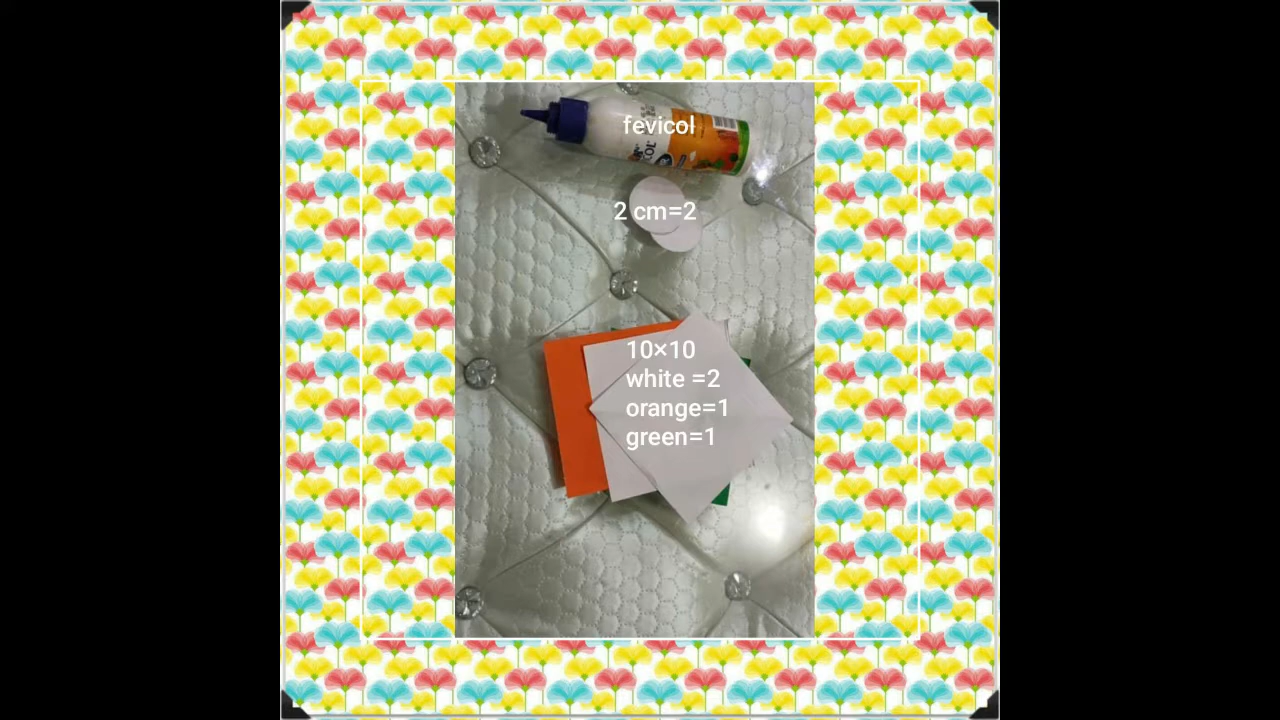 fevicol
2 cm=2
10×10
white =2
orange=1
green=1